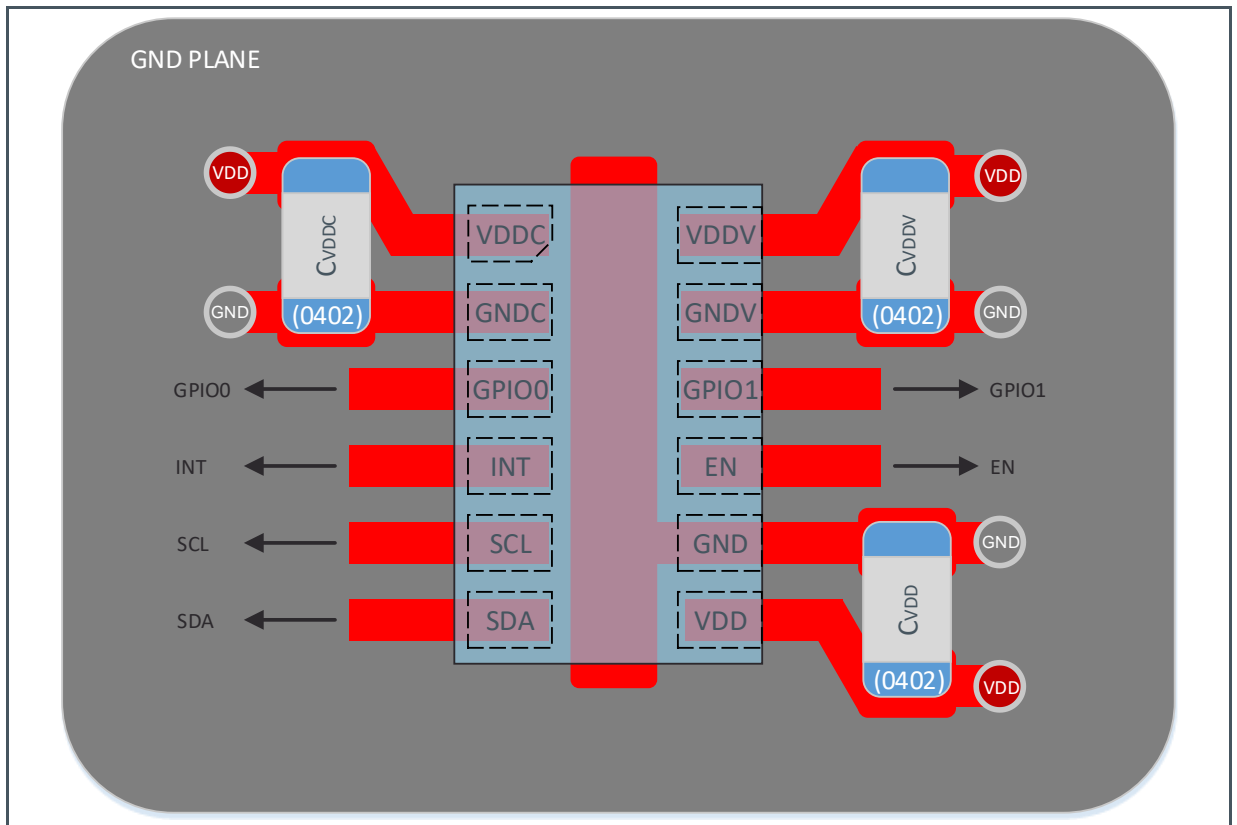 GND PLANE
VDD
CVDDC
(0402)
GND
VDDC
VDDV
CVDDV
(0402)
VDD
GNDC
GNDV
GND
GPIO0
GPIO0
GPIO1
GPIO1
INT
INT
EN
EN
SCL
SCL
GND
GND
SDA
SDA
VDD
CVDD
(0402)
VDD